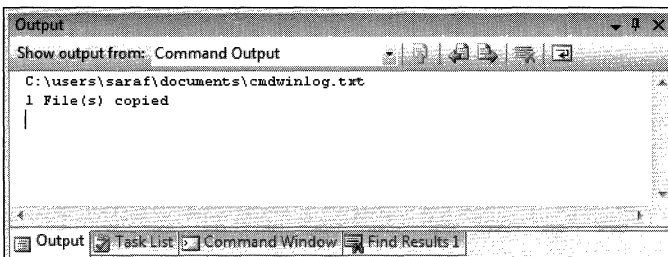 Output
Show output from: Command Output
C:\users\saraf\documents\cmdwinlog.txt
1 File(s) copied
Output Task List Command Window Find Results 1